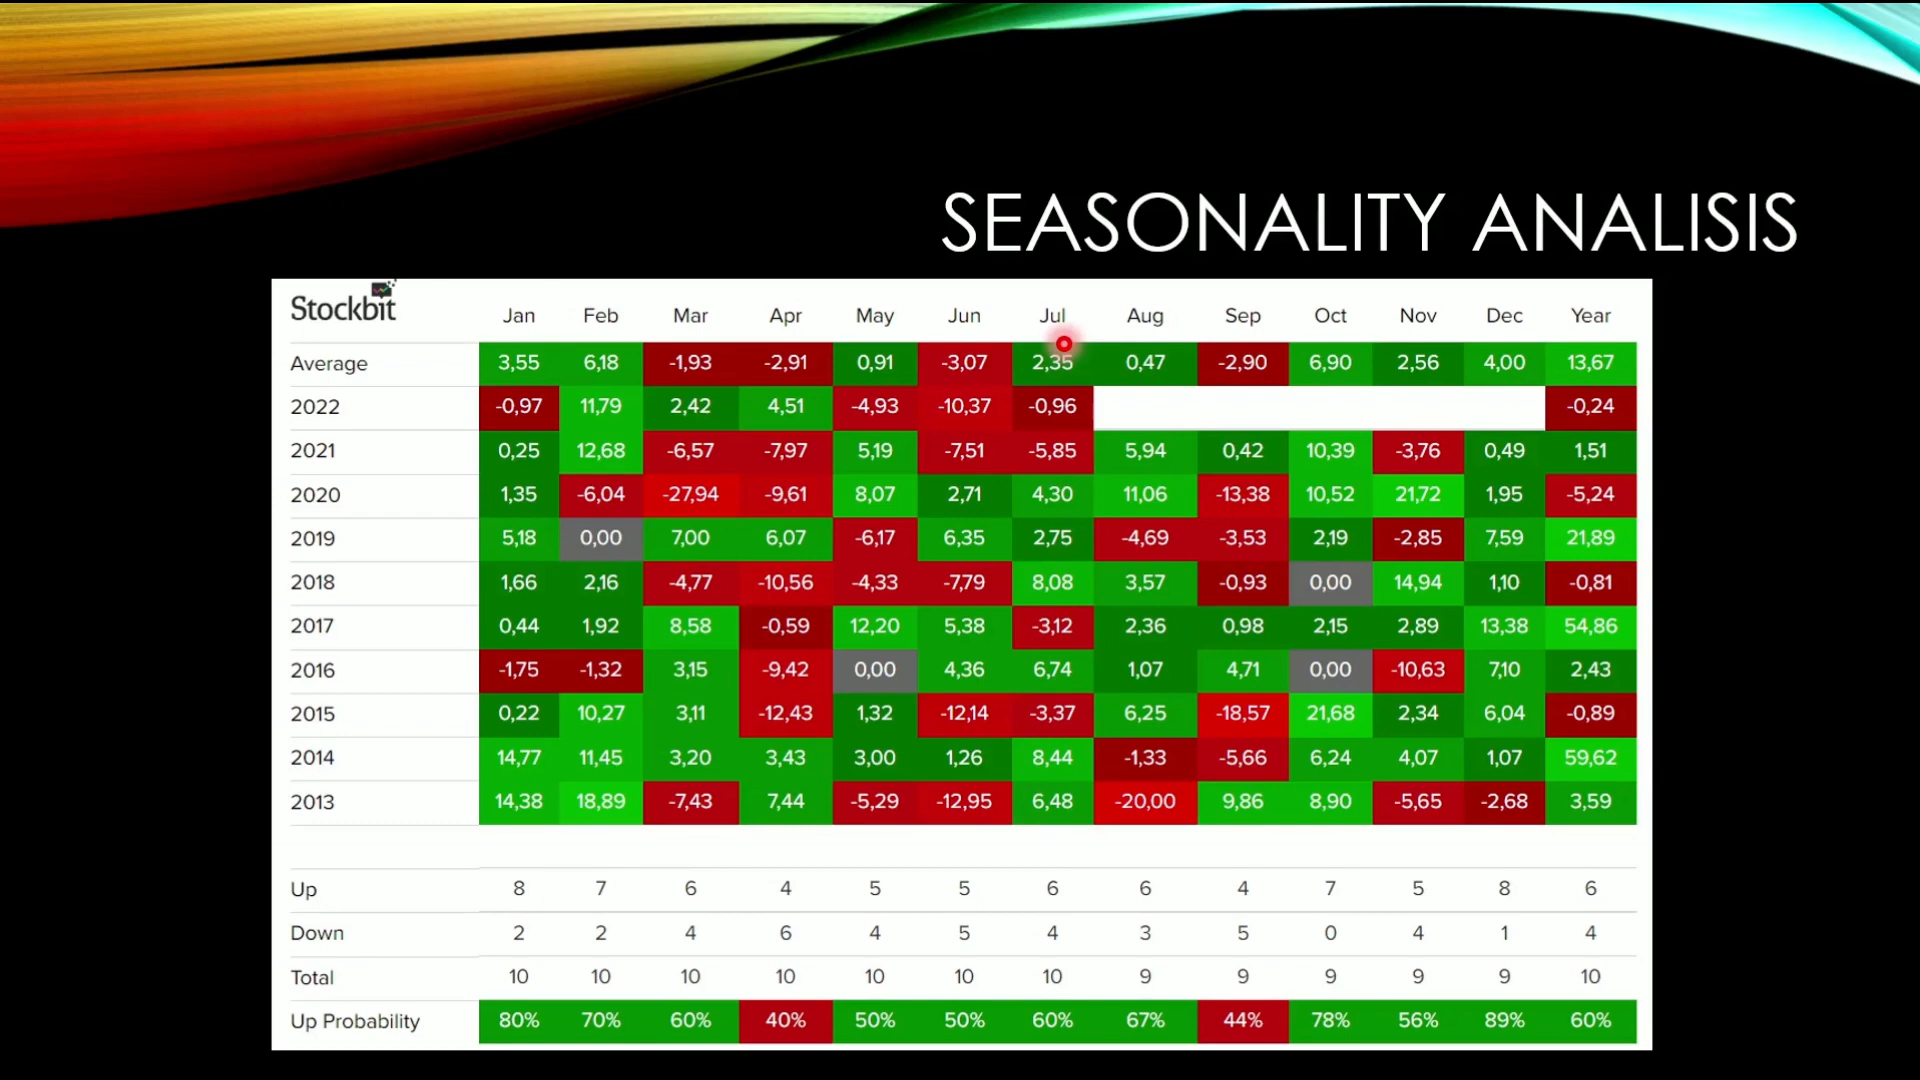 SEASONALITY ANALISIS
Stockbit Jan Feb Mar Apr May Jun Jul Aug Sep Oct Nov Dec Year
Average 3,55 6,18 -1,93 -2,91 0,91 -3,07 2,35 0,47 -2,90 6,90 2,56 4,00 13,67
2022 -0,97 11,79 2,42 4,51 -4,93 -10,37 -0,96 -0,24
2021 0,25 12,68 -6,57 -7,97 5,19 -7,51 -5,85 5,94 0,42 10,39 -3,76 0,49 1,51
2020 1,35 -6,04 -27,94 -9,61 8,07 2,71 4,30 11,06 -13,38 10,52 21,72 1,95 -5,24
2019 5,18 0,00 7,00 6,07 -6,17 6,35 2,75 -4,69 -3,53 2,19 -2,85 7,59 21,89
2018 1,66 2,16 -4,77 -10,56 -4,33 -7,79 8,08 3,57 -0,93 0,00 14,94 1,10 -0,81
2017 0,44 1,92 8,58 -0,59 12,20 5,38 -3,12 2,36 0,98 2,15 2,89 13,38 54,86
2016 -1,75 -1,32 3,15 -9,42 0,00 4,36 6,74 1,07 4,71 0,00 -10,63 7,10 2,43
2015 0,22 10,27 3,11 -12,43 1,32 -12,14 -3,37 6,25 -18,57 21,68 2,34 6,04 -0,89
2014 14,77 11,45 3,20 3,43 3,00 1,26 8,44 -1,33 -5,66 6,24 4,07 1,07 59,62
2013 14,38 18,89 -7,43 7,44 -5,29 -12,95 6,48 -20,00 9,86 8,90 -5,65 -2,68 3,59
Up 8 7 6 4 5 5 6 6 4 7 5 8 6
Down 2 2 4 6 4 5 4 3 5 0 4 1 4
Total 10 10 10 10 10 10 10 9 9 9 9 9 10
Up Probability 80% 70% 60% 40% 50% 50% 60% 67% 44% 78% 56% 89% 60%